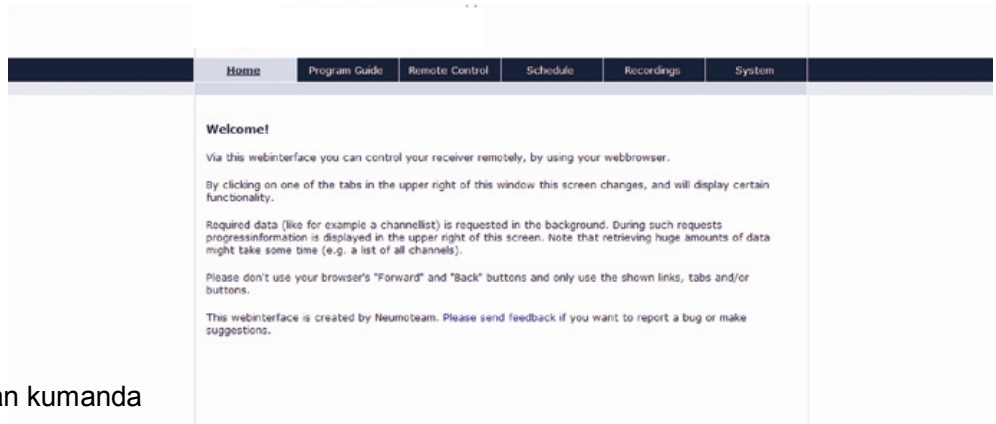 Home Program Guide Remote Control Schedule Recordings System
Welcome!
Via this webinterface you can control your receiver remotely, by using your webbrowser.
By clicking on one of the tabs in the upper right of this window this screen changes, and will display certain
functionality.
Required data (like for example a channellist) is requested in the background. During such requests
progressinformation is displayed in the upper right of this screen. Note that retrieving huge amounts of data
might take some time (e.g. a list of all channels).
Please don't use your browser's "Forward" and "Back" buttons and only use the shown links, tabs and/or
buttons.
This webinterface is created by Neumoteam. Please send feedback if you want to report a bug or make
suggestions.
kumanda